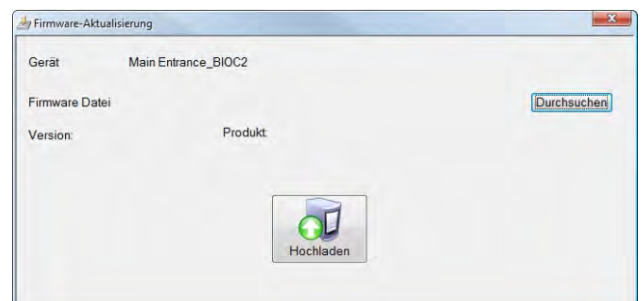 Firmware-Aktualisierung
Gerät Main Entrance_BIOC2
Firmware Datei Durchsuchen
Version: Produkt:
Hochladen